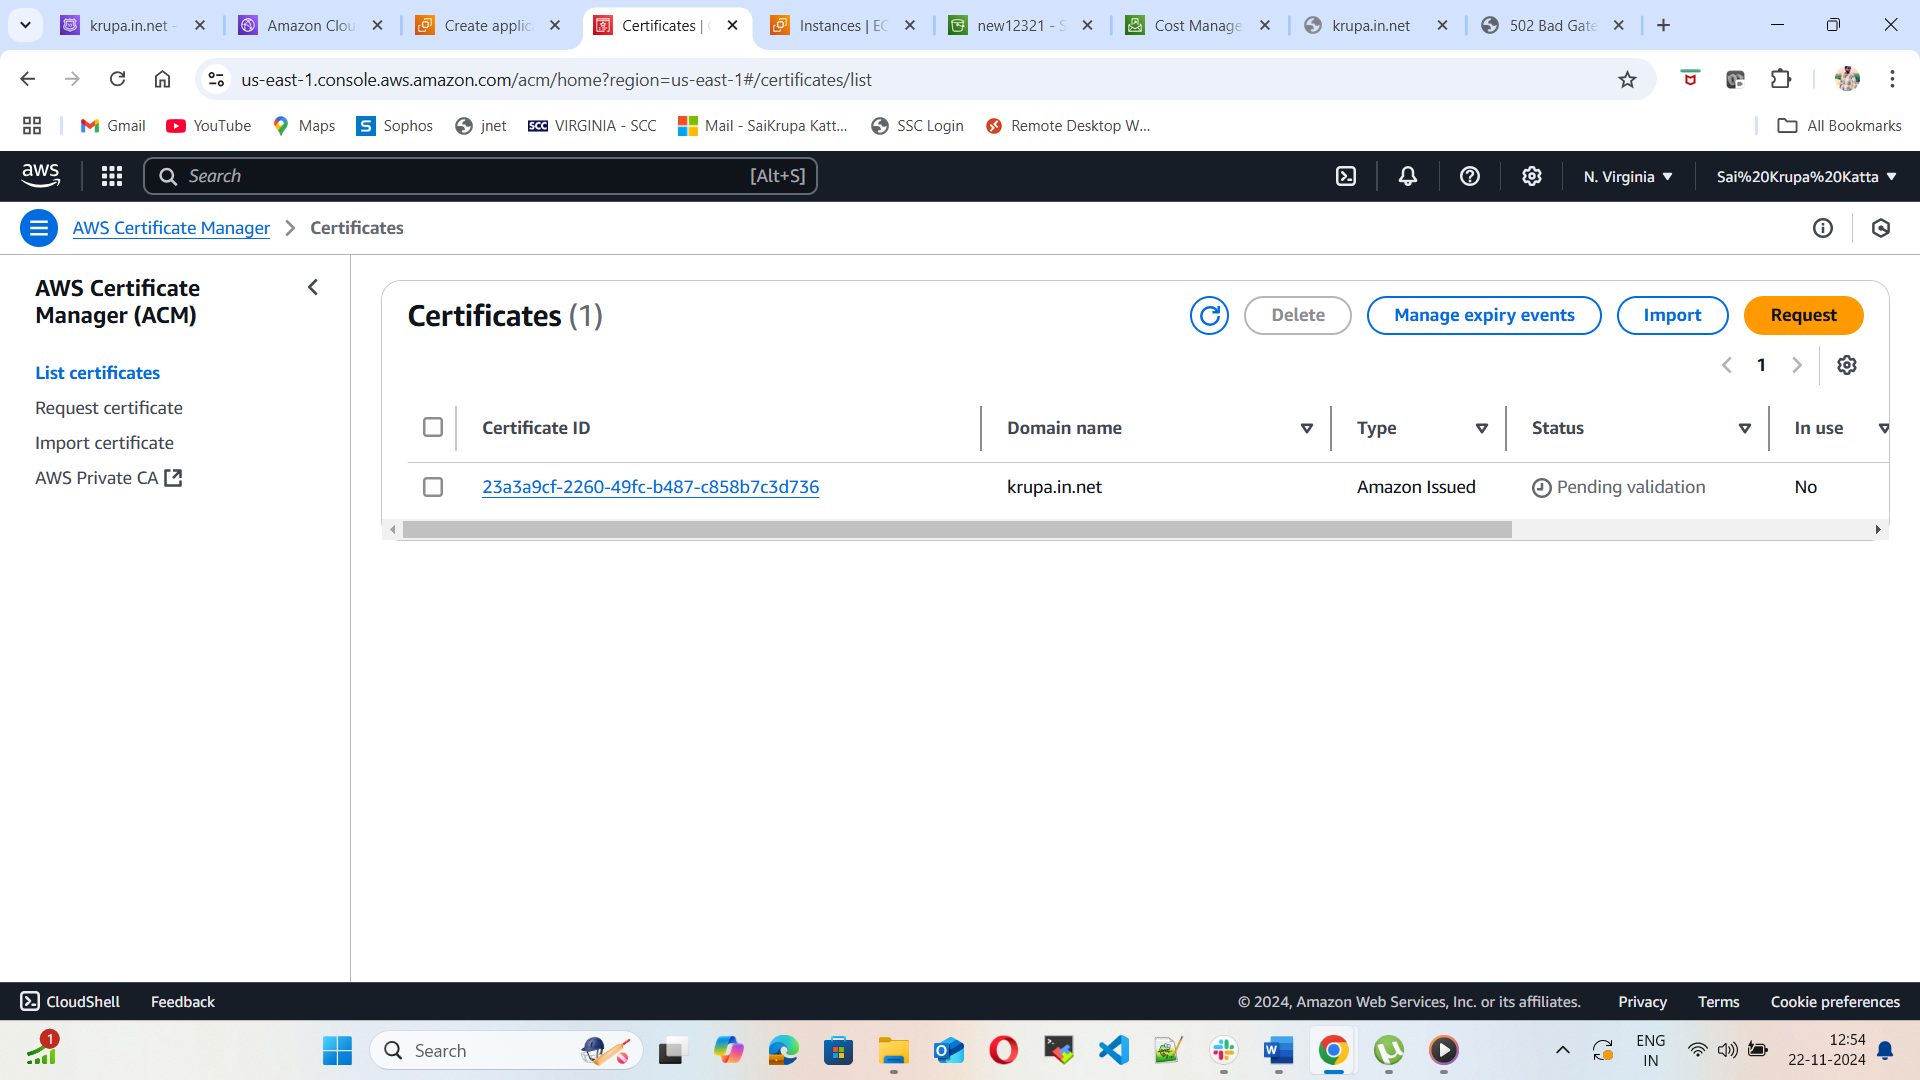 krupa.in.net -
Amazon Clou
Create applica
Certificates | C
Instances | EC
new12321 - S
Cost Manage
krupa.in.net
502 Bad Gate
us-east-1.console.aws.amazon.com/acm/home?region=us-east-1#/certificates/list
Gmail
YouTube
Maps
Sophos
jnet
SCC VIRGINIA - SCC
Mail - SaiKrupa Katt...
SSC Login
Remote Desktop W...
All Bookmarks
aws
Search
[Alt+S]
N. Virginia
Sai%20Krupa%20Katta
AWS Certificate Manager
Certificates
AWS Certificate
Manager (ACM)
List certificates
Request certificate
Import certificate
AWS Private CA
Certificates (1)
Delete
Manage expiry events
Import
Request
1
Certificate ID
Domain name
Type
Status
In use
23a3a9cf-2260-49fc-b487-c858b7c3d736
krupa.in.net
Amazon Issued
Pending validation
No
CloudShell
Feedback
© 2024, Amazon Web Services, Inc. or its affiliates.
Privacy
Terms
Cookie preferences
1
Search
ENG
IN
12:54
22-11-2024